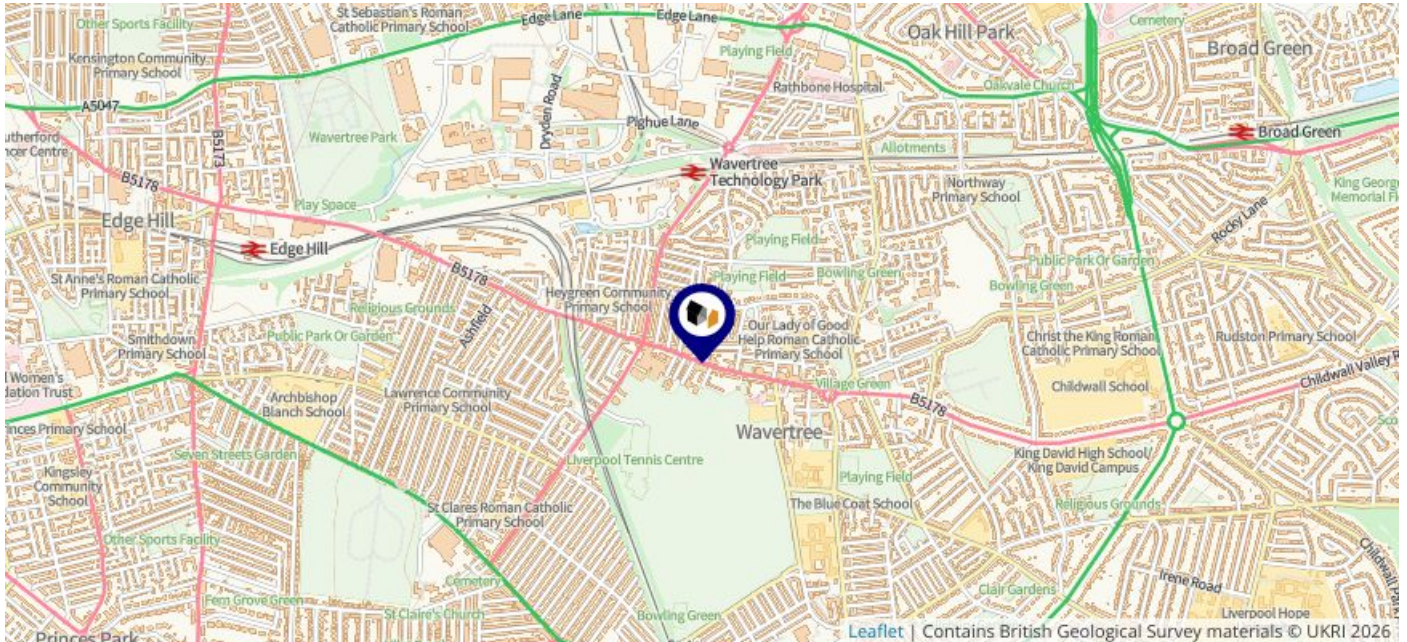 Other Sports Facility
St Sebastian's Roman
Catholic Primary School
Edge Lane
Edge Lane
Playing Field
Oak Hill Park
Cemetery
Broad Green
Kensington Community
Primary School
Rathbone Hospital
Oakvale Church
A5047
Dryden Road
Pighue Lane
B5173
Wavertree Park
Allotments
Broad Green
Wavertree
Technology Park
B5178
Play Space
Northway
Primary School
King George
Edge Hill
Edge Hill
Playing Field
Rocky Lane
St Anne's Roman Catholic
Primary School
B5178
Playing Field
Bowling Green
Public Park Or Garden
Bowling Green
Religious Grounds
Heygreen Community
Primary School
Ashfield
Public Park Or Garden
Our Lady of Good
Help Roman Catholic
Primary School
Christ the King Roman
Catholic Primary School
Rudston Primary School
Smithdown
Primary School
Women's
Trust
Archbishop
Blanch School
Lawrence Community
Primary School
Village Green
B5178
Childwall School
Childwall Valley
Primary School
Seven Streets Garden
Wavertree
Liverpool Tennis Centre
King David High School/
King David Campus
Kingsley
Community
School
Playing Field
The Blue Coat School
Religious Grounds
St Clares Roman Catholic
Primary School
Other Sports Facility
Cemetery
Clair Gardens
Irene Road
Childwall
Fern Grove Green
St Claire's Church
Bowling Green
Liverpool Hope
Princes Park
Leaflet | Contains British Geological Survey materials © UKRI 2026